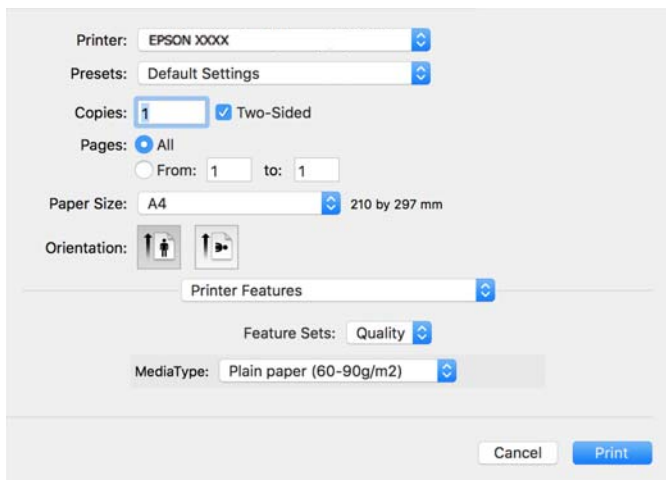 Printer: EPSON XXXX
Presets: Default Settings
Copies: 1 Two-Sided
Pages: All
From: 1 to: 1
Paper Size: A4 210 by 297 mm
Orientation:
Printer Features
Feature Sets: Quality
MediaType: Plain paper (60-90g/m2)
Cancel Print